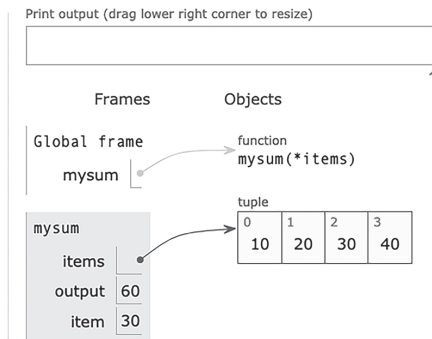 Print output (drag lower right corner to resize)
Frames Objects
Global frame
mysum
function
mysum(*items)
mysum
items
output 60
item 30
tuple
0 1 2 3
10 20 30 40